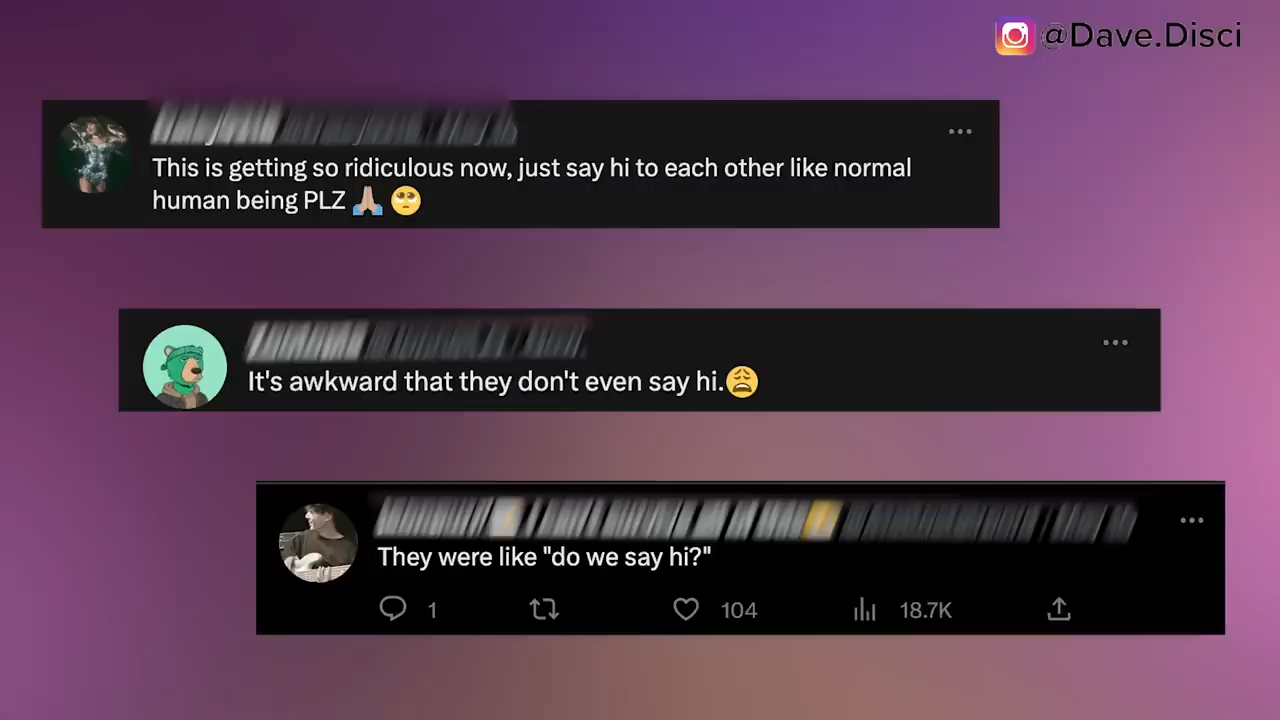 @Dave.Disci
This is getting so ridiculous now, just say hi to each other like normal
human being PLZ 🙏🏼 🥺
It's awkward that they don't even say hi.😩
They were like "do we say hi?"
1 104 18.7K